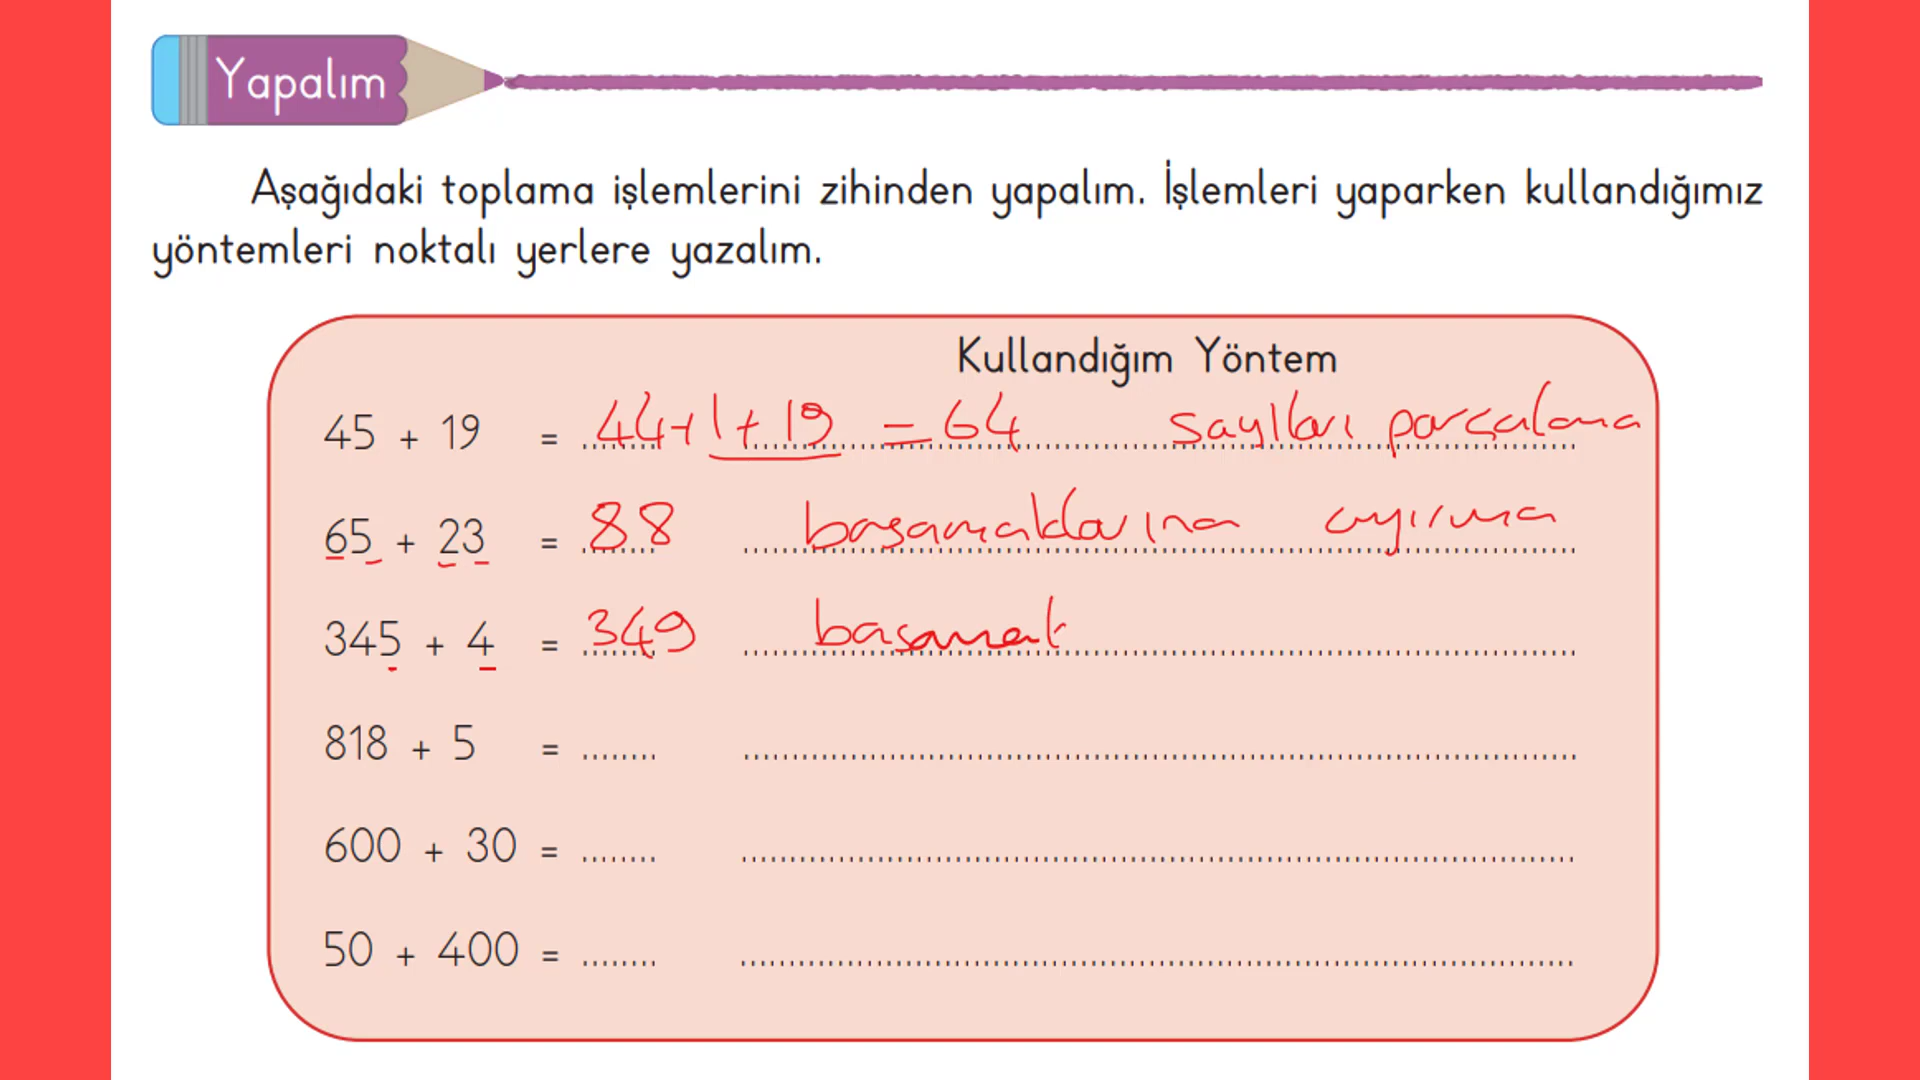 Yapalım
Aşağıdaki toplama işlemlerini zihinden yapalım. İşlemleri yaparken kullandığımız
yöntemleri noktalı yerlere yazalım.
Kullandığım Yöntem
45 + 19 = 44+1+19 = 64 sayıları parçalama
65 + 23 = 88 basamaklarına ayırma
345 + 4 = 349 basamak
818 + 5 = ........ ........
600 + 30 = ........ ........
50 + 400 = ........ ........